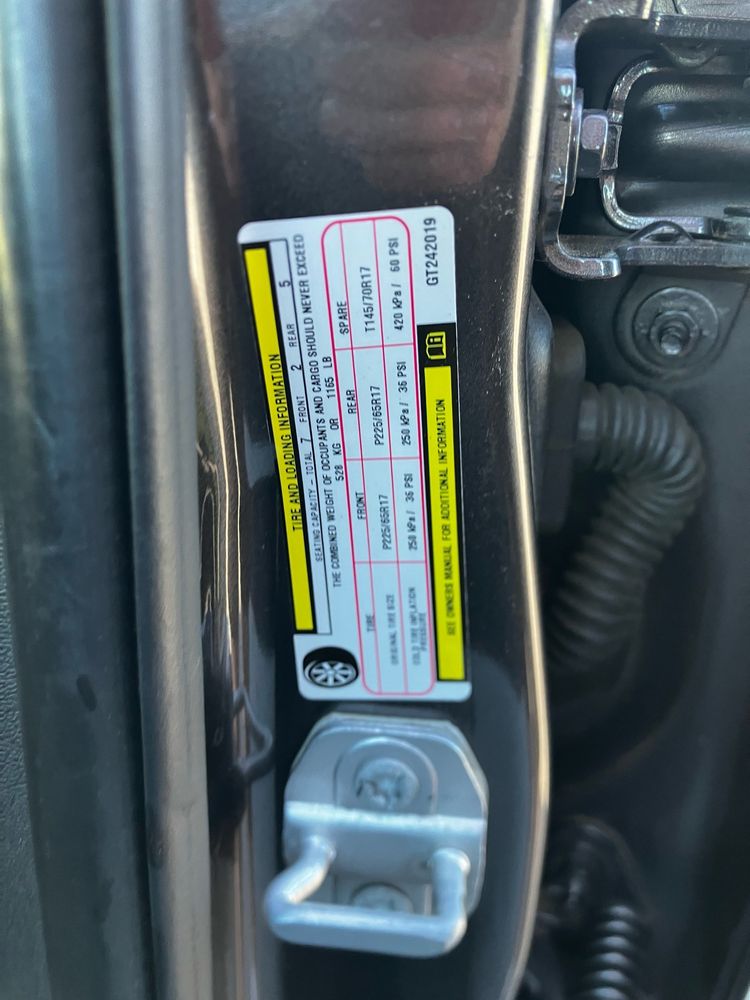 TIRE AND LOADING INFORMATION
SEATING CAPACITY – TOTAL 7 FRONT 2 REAR 5
THE COMBINED WEIGHT OF OCCUPANTS AND CARGO SHOULD NEVER EXCEED
528 KG OR 1165 LB
TIRE FRONT REAR SPARE
ORIGINAL TIRE SIZE P225/65R17 P225/65R17 T145/70R17
COLD TIRE INFLATION PRESSURE 250 kPa / 36 PSI 250 kPa / 36 PSI 420 kPa / 60 PSI
SEE OWNERS MANUAL FOR ADDITIONAL INFORMATION
GT242019